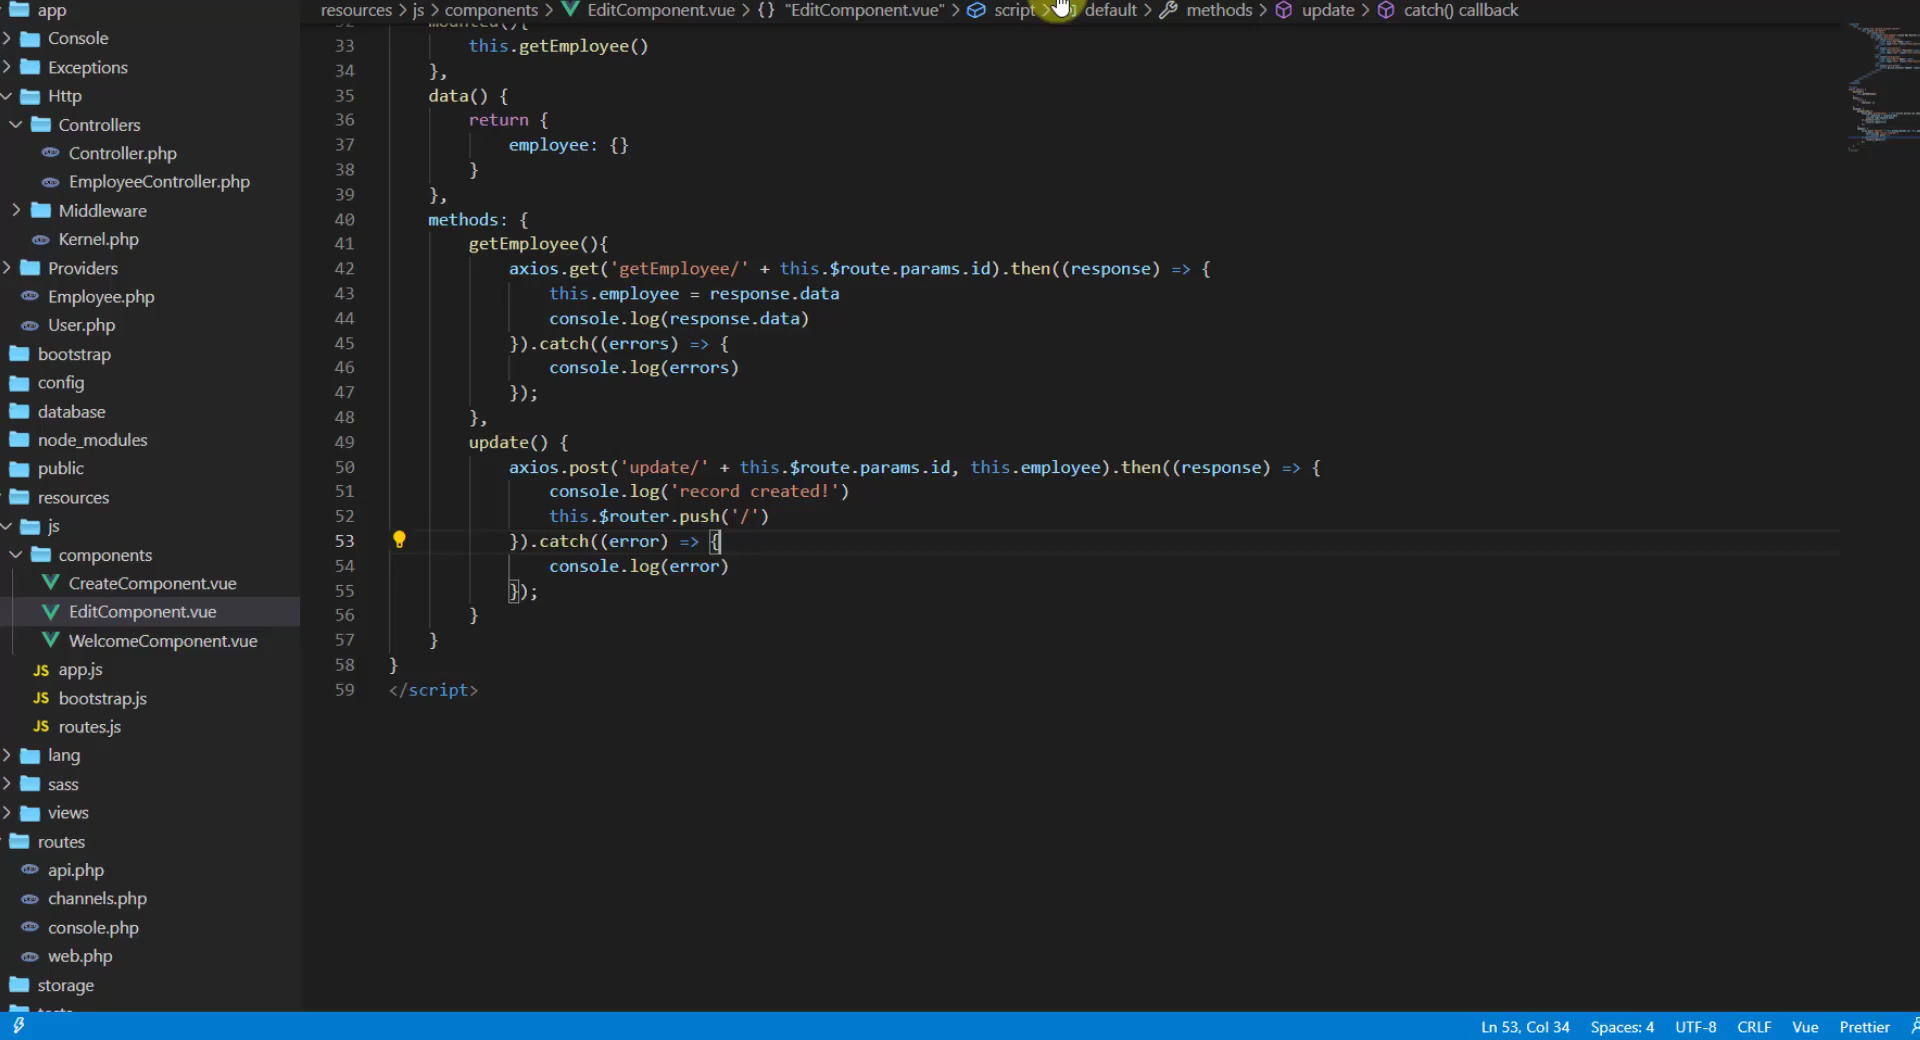 app
Console
Exceptions
Http
Controllers
Controller.php
EmployeeController.php
Middleware
Kernel.php
Providers
Employee.php
User.php
bootstrap
config
database
node_modules
public
resources
js
components
CreateComponent.vue
EditComponent.vue
WelcomeComponent.vue
JS app.js
JS bootstrap.js
JS routes.js
lang
sass
views
routes
api.php
channels.php
console.php
web.php
storage
tests
resources > js > components > EditComponent.vue > {} "EditComponent.vue" > script > default > methods > update > catch() callback
32 mounted(){
33 this.getEmployee()
34 },
35 data() {
36 return {
37 employee: {}
38 }
39 },
40 methods: {
41 getEmployee(){
42 axios.get('getEmployee/' + this.$route.params.id).then((response) => {
43 this.employee = response.data
44 console.log(response.data)
45 }).catch((errors) => {
46 console.log(errors)
47 });
48 },
49 update() {
50 axios.post('update/' + this.$route.params.id, this.employee).then((response) => {
51 console.log('record created!')
52 this.$router.push('/')
53 }).catch((error) => {
54 console.log(error)
55 });
56 }
57 }
58 }
59 </script>
Ln 53, Col 34 Spaces: 4 UTF-8 CRLF Vue Prettier